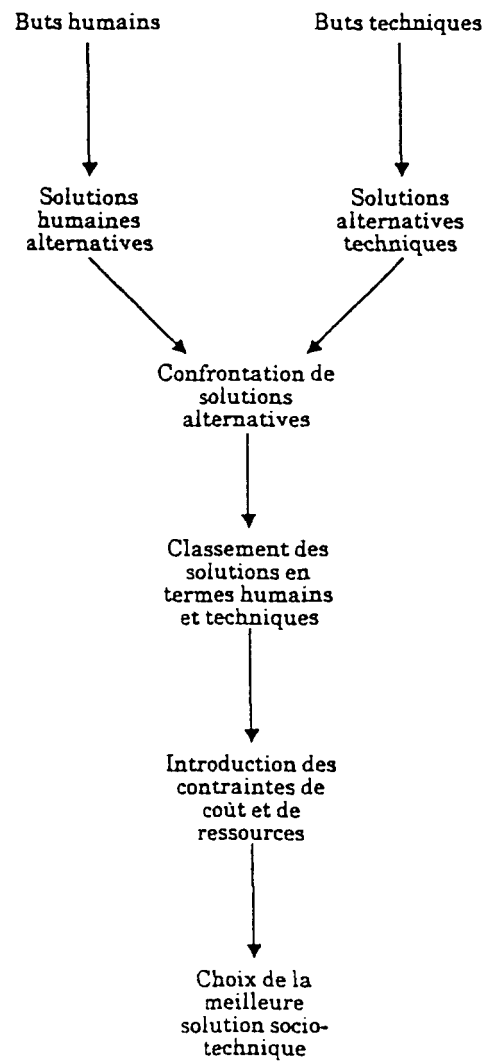 Buts humains
Buts techniques
Solutions
humaines
alternatives
Solutions
alternatives
techniques
Confrontation de
solutions
alternatives
Classement des
solutions en
termes humains
et techniques
Introduction des
contraintes de
coût et de
ressources
Choix de la
meilleure
solution socio-
technique